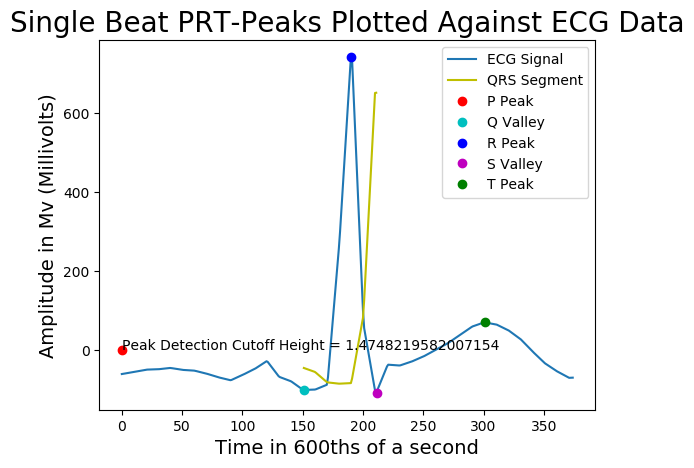 Single Beat PRT-Peaks Plotted Against ECG Data
Amplitude in Mv (Millivolts)
600
400
200
0
ECG Signal
QRS Segment
P Peak
Q Valley
R Peak
S Valley
T Peak
Peak Detection Cutoff Height = 1.4748219582007154
0 50 100 150 200 250 300 350
Time in 600ths of a second